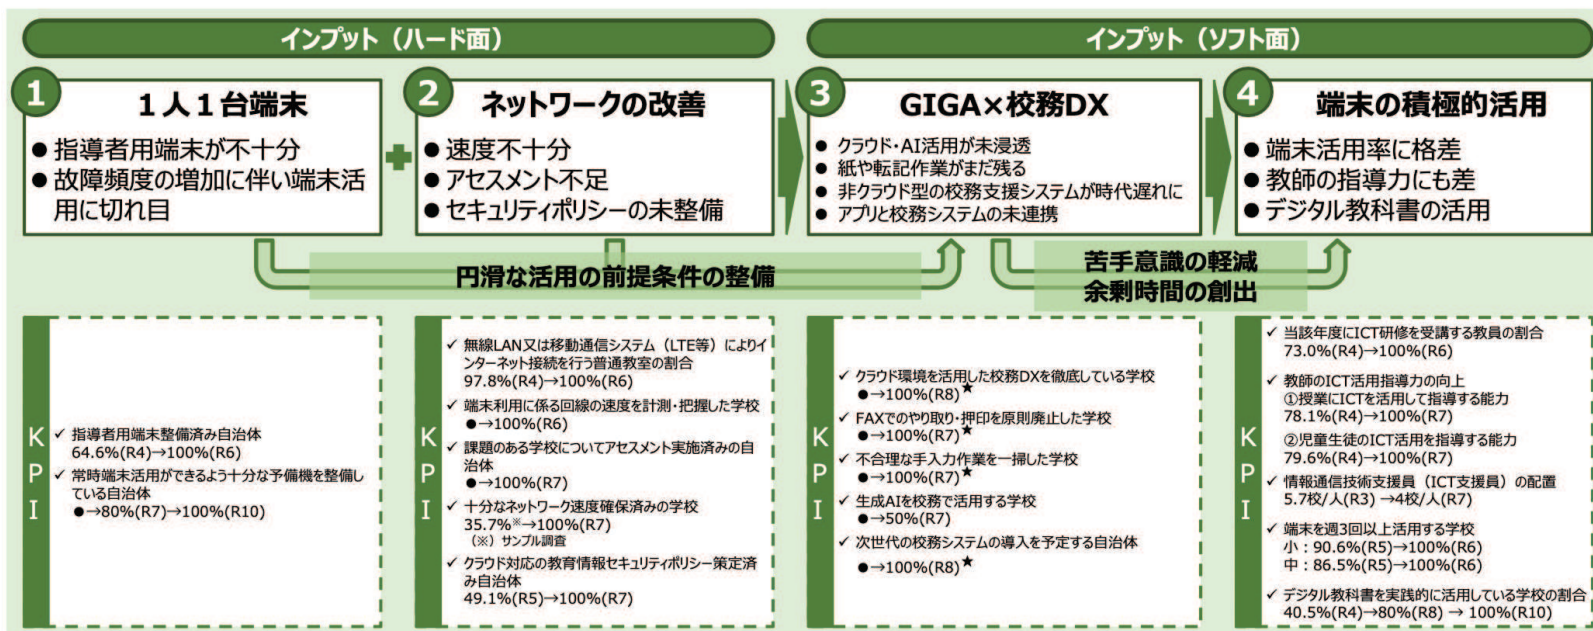 インプット（ハード面）
インプット（ソフト面）
1
１人１台端末
● 指導者用端末が不十分
● 故障頻度の増加に伴い端末活
用に切れ目
2
ネットワークの改善
● 速度不十分
● アセスメント不足
● セキュリティポリシーの未整備
3
GIGA×校務DX
● クラウド・AI活用が未浸透
● 紙や転記作業がまだ残る
● 非クラウド型の校務支援システムが時代遅れに
● アプリと校務システムの未連携
4
端末の積極的活用
● 端末活用率に格差
● 教師の指導力にも差
● デジタル教科書の活用
円滑な活用の前提条件の整備
苦手意識の軽減
余剰時間の創出
KPI
✓ 指導者用端末整備済み自治体
64.6%(R4)→100%(R6)
✓ 常時端末活用ができるよう十分な予備機を整備し
ている自治体
●→80%(R7)→100%(R10)
KPI
✓ 無線LAN又は移動通信システム（LTE等）によりイ
ンターネット接続を行う普通教室の割合
97.8%(R4)→100%(R6)
✓ 端末利用に係る回線の速度を計測・把握した学校
●→100%(R6)
✓ 課題のある学校についてアセスメント実施済みの自
治体
●→100%(R7)
✓ 十分なネットワーク速度確保済みの学校
35.7%※→100%(R7)
（※）サンプル調査
✓ クラウド対応の教育情報セキュリティポリシー策定済
み自治体
49.1%(R5)→100%(R7)
KPI
✓ クラウド環境を活用した校務DXを徹底している学校
●→100%(R8)★
✓ FAXでのやり取り・押印を原則廃止した学校
●→100%(R7)★
✓ 不合理な手入力作業を一掃した学校
●→100%(R7)★
✓ 生成AIを校務で活用する学校
●→50%(R7)
✓ 次世代の校務システムの導入を予定する自治体
●→100%(R8)★
KPI
✓ 当該年度にICT研修を受講する教員の割合
73.0%(R4)→100%(R6)
✓ 教師のICT活用指導力の向上
①授業にICTを活用して指導する能力
78.1%(R4)→100%(R7)
②児童生徒のICT活用を指導する能力
79.6%(R4)→100%(R7)
✓ 情報通信技術支援員（ICT支援員）の配置
5.7校/人(R3) →4校/人(R7)
✓ 端末を週3回以上活用する学校
小：90.6%(R5)→100%(R6)
中：86.5%(R5)→100%(R6)
✓ デジタル教科書を実践的に活用している学校の割合
40.5%(R4)→80%(R8) → 100%(R10)